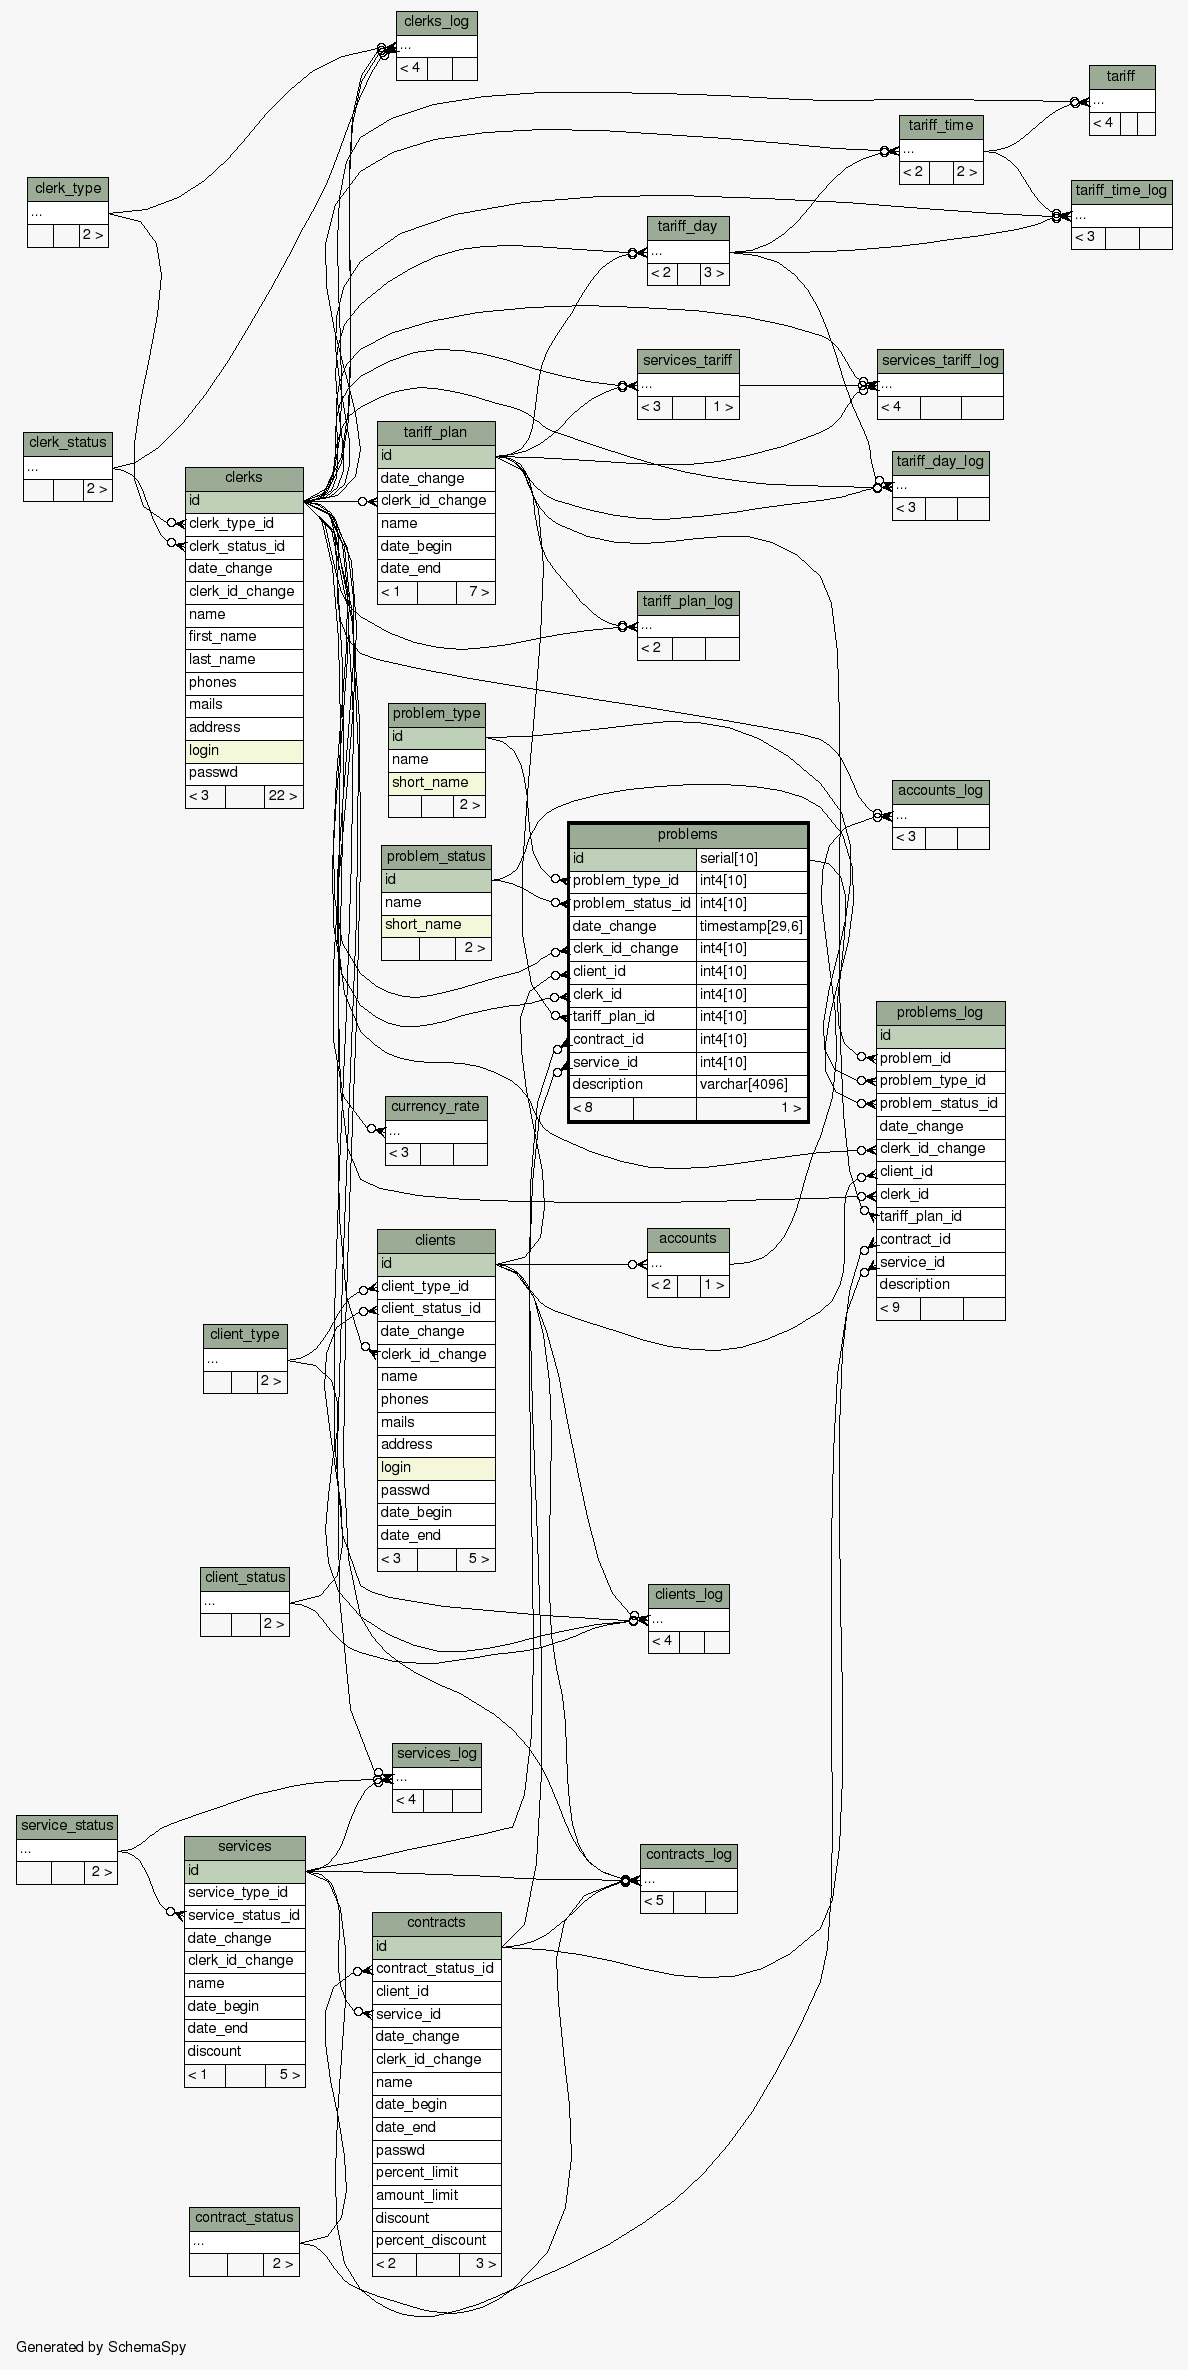 clerks_log
...
< 4
tariff
...
< 4
tariff_time
...
< 2 2 >
clerk_type
...
2 >
tariff_time_log
...
< 3
tariff_day
...
< 2 3 >
services_tariff
...
< 3 1 >
services_tariff_log
...
< 4
clerk_status
...
2 >
tariff_plan
id
date_change
clerk_id_change
name
date_begin
date_end
< 1 7 >
tariff_day_log
...
< 3
clerks
id
clerk_type_id
clerk_status_id
date_change
clerk_id_change
name
first_name
last_name
phones
mails
address
login
passwd
< 3 22 >
tariff_plan_log
...
< 2
problem_type
id
name
short_name
2 >
accounts_log
...
< 3
problem_status
id
name
short_name
2 >
problems
id serial[10]
problem_type_id int4[10]
problem_status_id int4[10]
date_change timestamp[29,6]
clerk_id_change int4[10]
client_id int4[10]
clerk_id int4[10]
tariff_plan_id int4[10]
contract_id int4[10]
service_id int4[10]
description varchar[4096]
< 8 1 >
problems_log
id
problem_id
problem_type_id
problem_status_id
date_change
clerk_id_change
client_id
clerk_id
tariff_plan_id
contract_id
service_id
description
< 9
currency_rate
...
< 3
clients
id
client_type_id
client_status_id
date_change
clerk_id_change
name
phones
mails
address
login
passwd
date_begin
date_end
< 3 5 >
accounts
...
< 2 1 >
client_type
...
2 >
client_status
...
2 >
clients_log
...
< 4
services_log
...
< 4
service_status
...
2 >
services
id
service_type_id
service_status_id
date_change
clerk_id_change
name
date_begin
date_end
discount
< 1 5 >
contracts_log
...
< 5
contracts
id
contract_status_id
client_id
service_id
date_change
clerk_id_change
name
date_begin
date_end
passwd
percent_limit
amount_limit
discount
percent_discount
< 2 3 >
contract_status
...
2 >
Generated by SchemaSpy